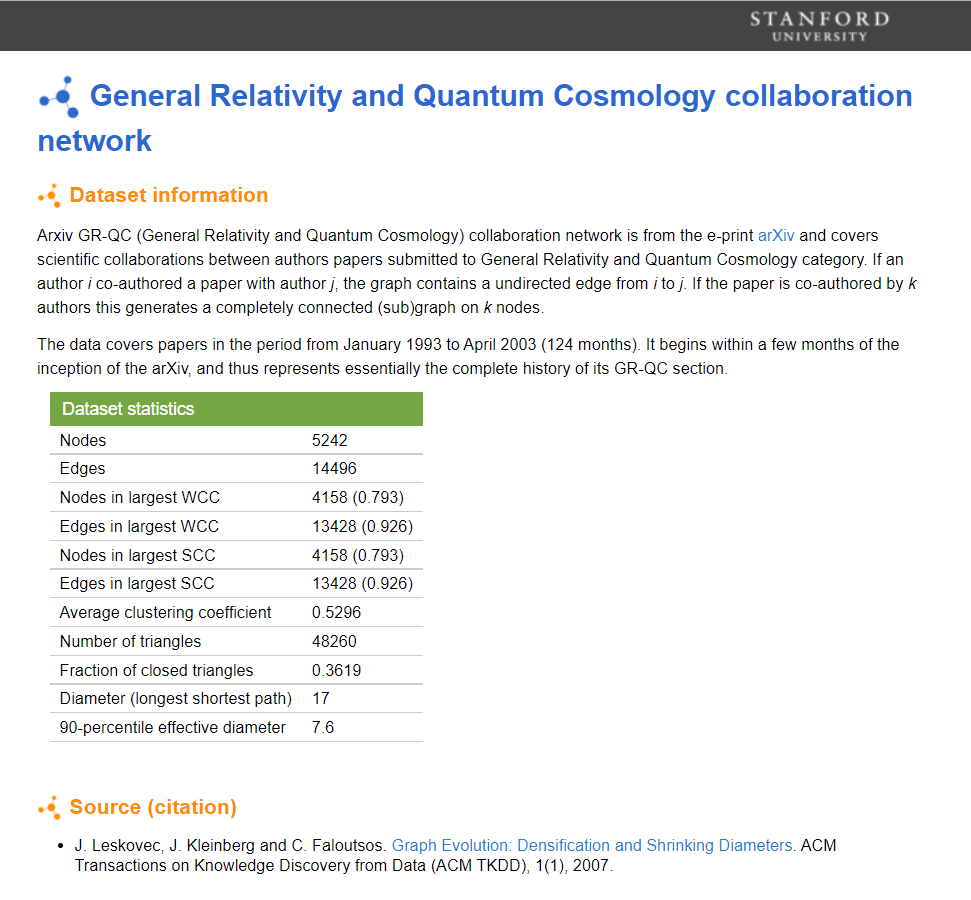 STANFORD
UNIVERSITY
General Relativity and Quantum Cosmology collaboration
network
Dataset information
Arxiv GR-QC (General Relativity and Quantum Cosmology) collaboration network is from the e-print arXiv and covers
scientific collaborations between authors papers submitted to General Relativity and Quantum Cosmology category. If an
author i co-authored a paper with author j, the graph contains a undirected edge from i to j. If the paper is co-authored by k
authors this generates a completely connected (sub)graph on k nodes.
The data covers papers in the period from January 1993 to April 2003 (124 months). It begins within a few months of the
inception of the arXiv, and thus represents essentially the complete history of its GR-QC section.
Dataset statistics
Nodes 5242
Edges 14496
Nodes in largest WCC 4158 (0.793)
Edges in largest WCC 13428 (0.926)
Nodes in largest SCC 4158 (0.793)
Edges in largest SCC 13428 (0.926)
Average clustering coefficient 0.5296
Number of triangles 48260
Fraction of closed triangles 0.3619
Diameter (longest shortest path) 17
90-percentile effective diameter 7.6
Source (citation)
• J. Leskovec, J. Kleinberg and C. Faloutsos. Graph Evolution: Densification and Shrinking Diameters. ACM
Transactions on Knowledge Discovery from Data (ACM TKDD), 1(1), 2007.